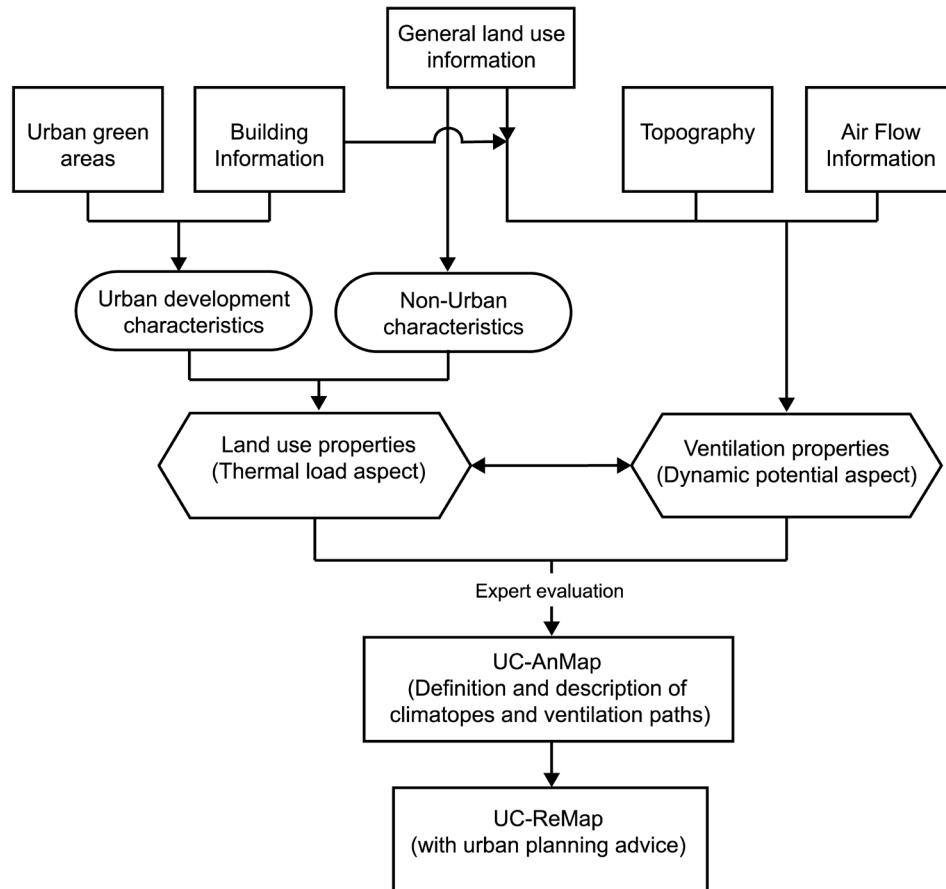 General land use
information
Urban green
areas
Building
Information
Topography
Air Flow
Information
Urban development
characteristics
Non-Urban
characteristics
Land use properties
(Thermal load aspect)
Ventilation properties
(Dynamic potential aspect)
Expert evaluation
UC-AnMap
(Definition and description of
climatopes and ventilation paths)
UC-ReMap
(with urban planning advice)